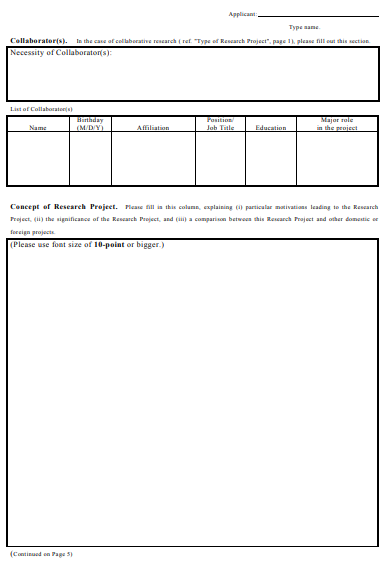 Applicant:
Type name.
Collaborator(s). In the case of collaborative research ( ref. "Type of Research Project", page 1), please fill out this section.
Necessity of Collaborator(s):
List of Collaborator(s)
Name Birthday (M/D/Y) Affiliation Position/ Job Title Education Major role in the project
Concept of Research Project. Please fill in this column, explaining (i) particular motivations leading to the Research
Project, (ii) the significance of the Research Project, and (iii) a comparison between this Research Project and other domestic or
foreign projects.
(Please use font size of 10-point or bigger.)
(Continued on Page 5)